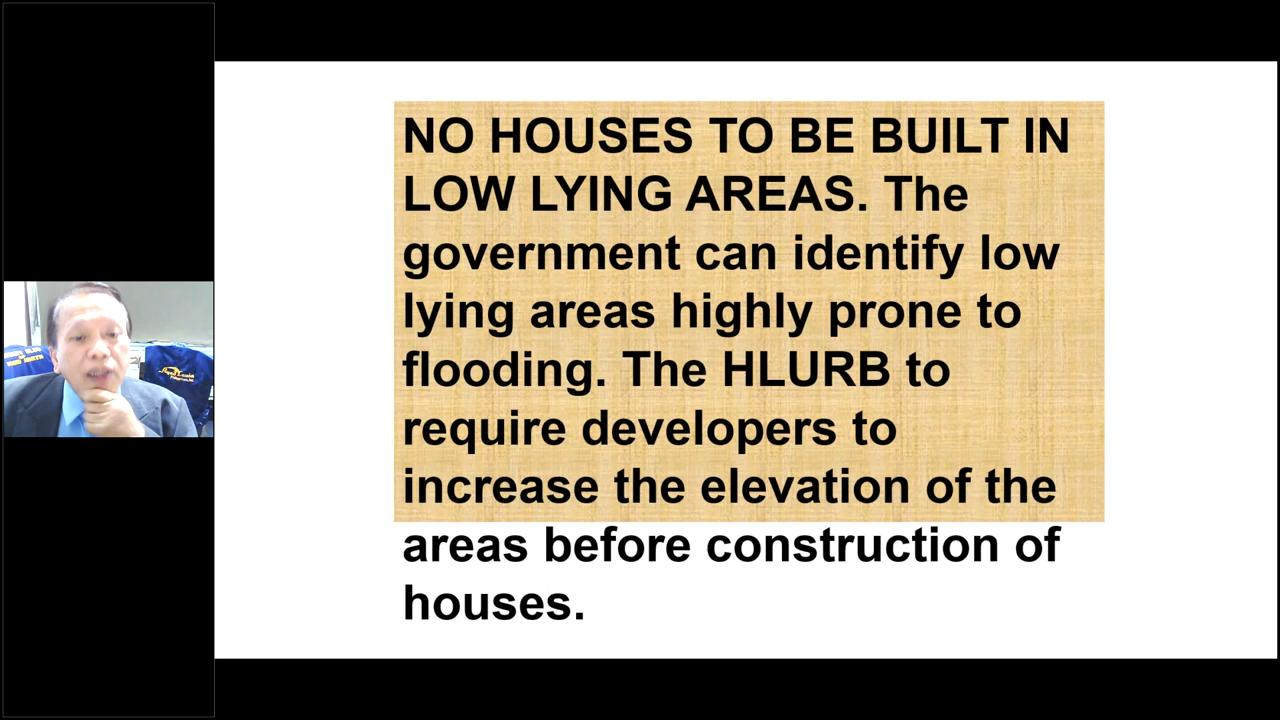 NO HOUSES TO BE BUILT IN
LOW LYING AREAS. The
government can identify low
lying areas highly prone to
flooding. The HLURB to
require developers to
increase the elevation of the
areas before construction of
houses.